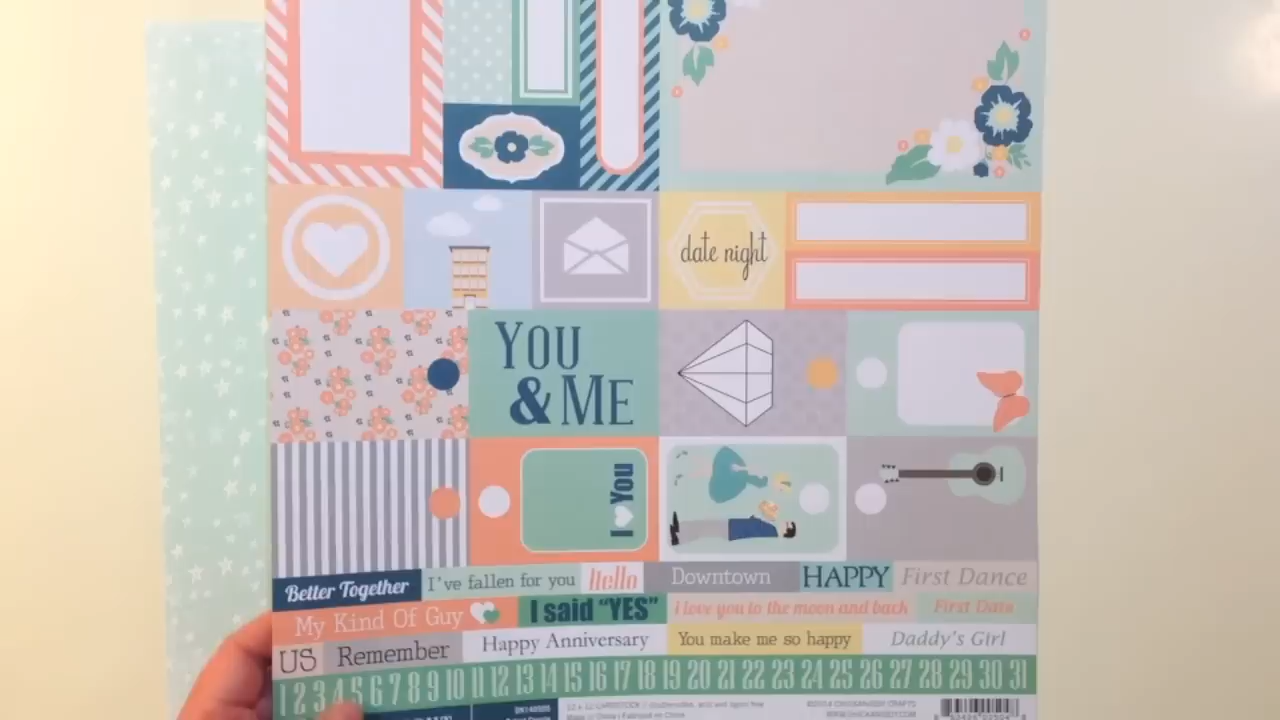 date night
YOU
& ME
I You
Better Together I've fallen for you Hello Downtown HAPPY First Dance
My Kind Of Guy I said “YES” i love you to the moon and back First Date
US Remember Happy Anniversary You make me so happy Daddy's Girl
1 2 3 4 5 6 7 8 9 10 11 12 13 14 15 16 17 18 19 20 21 22 23 24 25 26 27 28 29 30 31